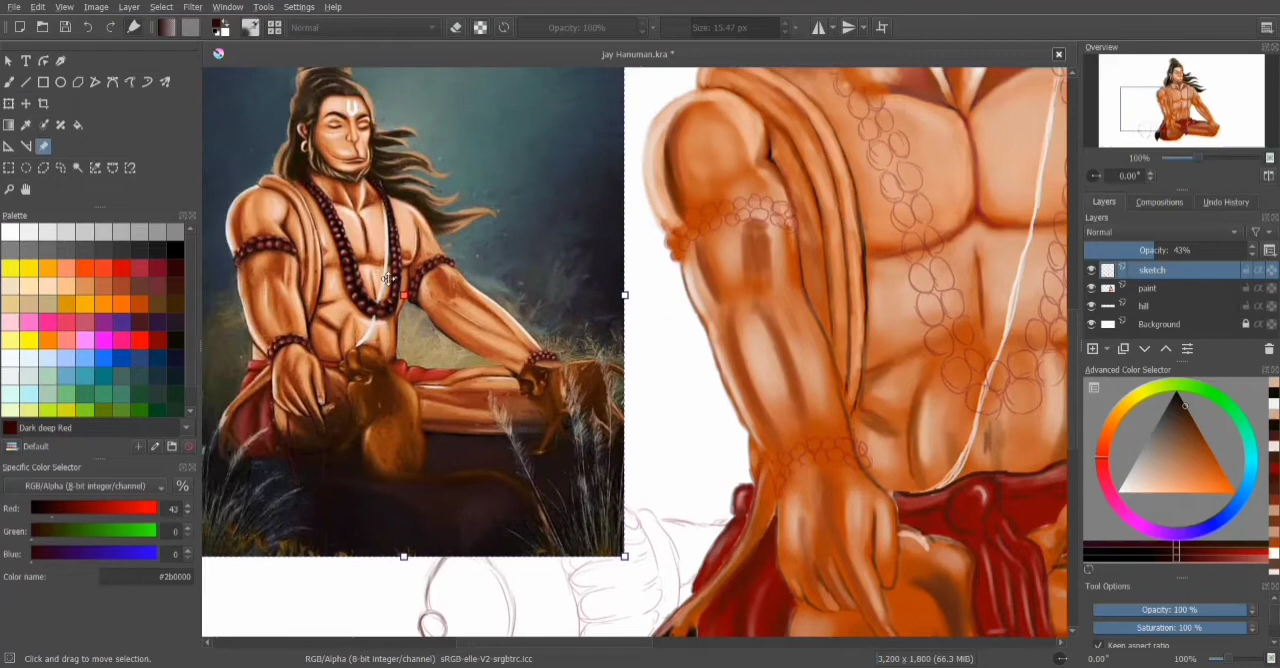 File Edit View Image Layer Select Filter Window Tools Settings Help
Normal
Opacity: 100%
Size: 15.47 px
Jay Hanuman.kra *
Overview
100%
0.00°
Layers Compositions Undo History
Layers
Normal
Opacity: 43%
sketch
paint
hill
Background
Advanced Color Selector
Tool Options
Opacity: 100 %
Saturation: 100 %
Keep aspect ratio
Palette
Dark deep Red
Default
Specific Color Selector
RGB/Alpha (8-bit integer/channel)
%
Red: 43
Green: 0
Blue: 0
Color name: #2b0000
Click and drag to move selection.
RGB/Alpha (8-bit integer/channel) sRGB-elle-V2-srgbtrc.icc
3,200 x 1,800 (66.3 MiB)
0.00°
100%